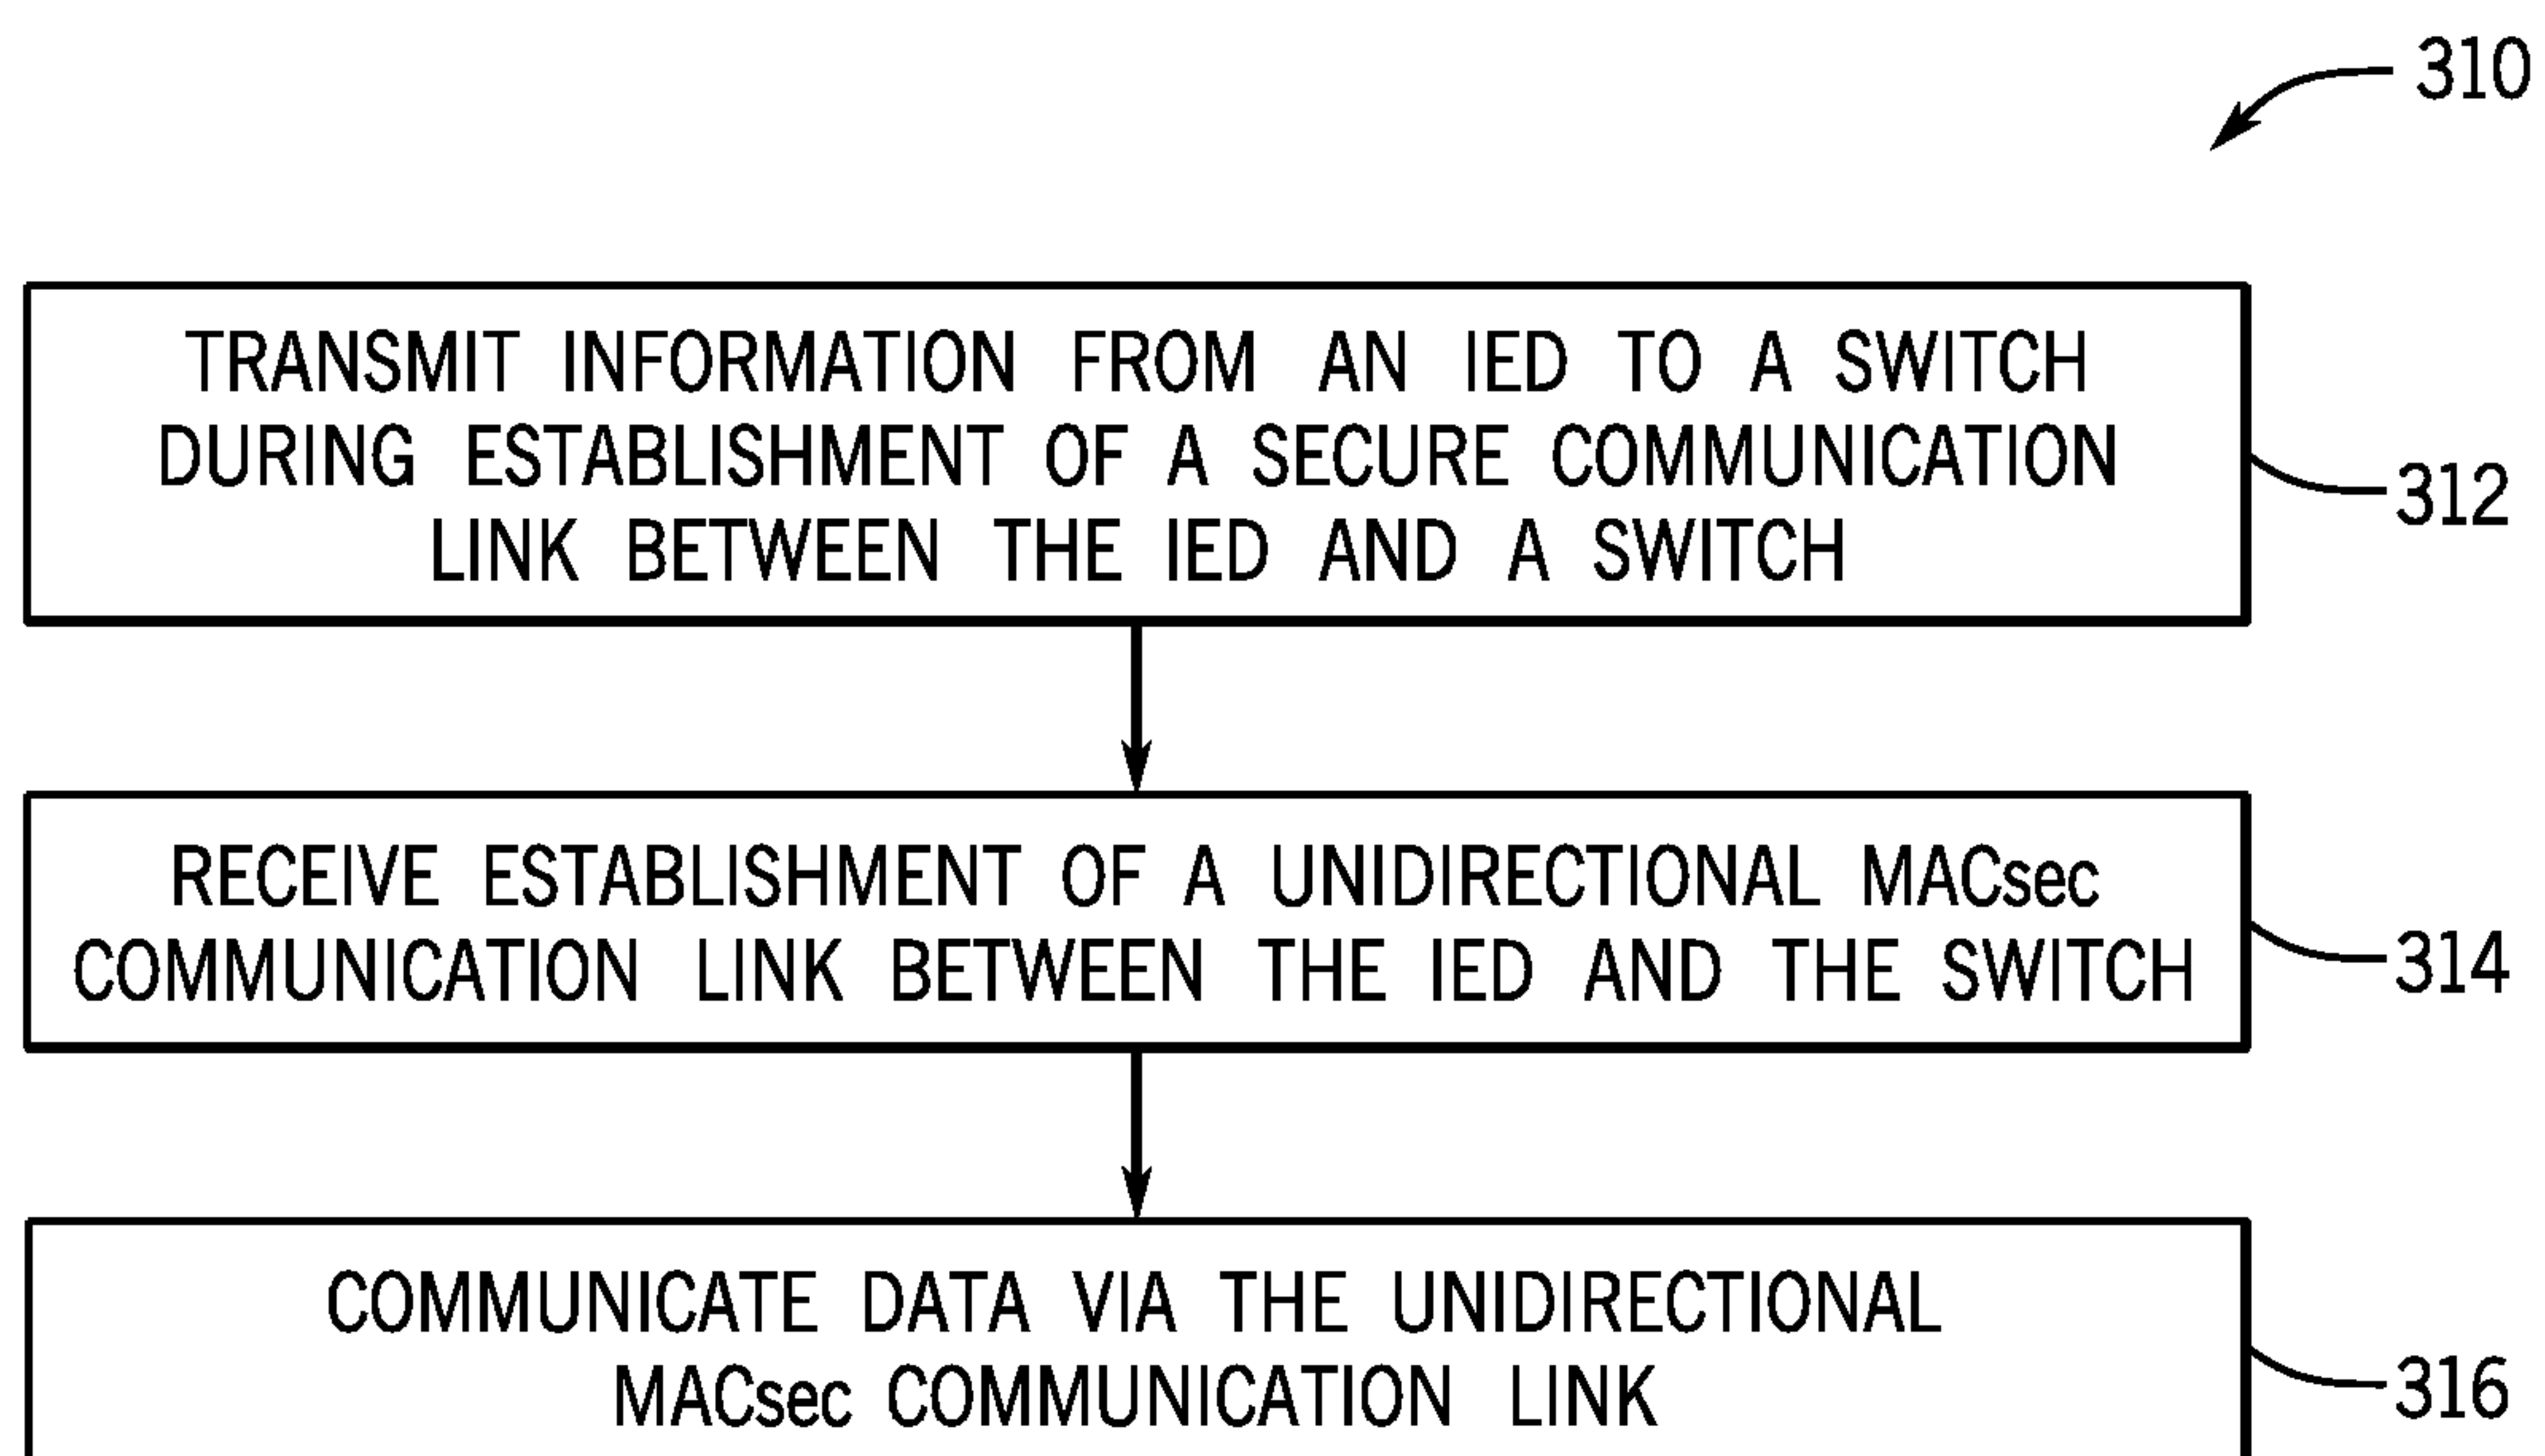 310
TRANSMIT INFORMATION FROM AN IED TO A SWITCH
DURING ESTABLISHMENT OF A SECURE COMMUNICATION
LINK BETWEEN THE IED AND A SWITCH
312
RECEIVE ESTABLISHMENT OF A UNIDIRECTIONAL MACsec
COMMUNICATION LINK BETWEEN THE IED AND THE SWITCH
314
COMMUNICATE DATA VIA THE UNIDIRECTIONAL
MACsec COMMUNICATION LINK
316